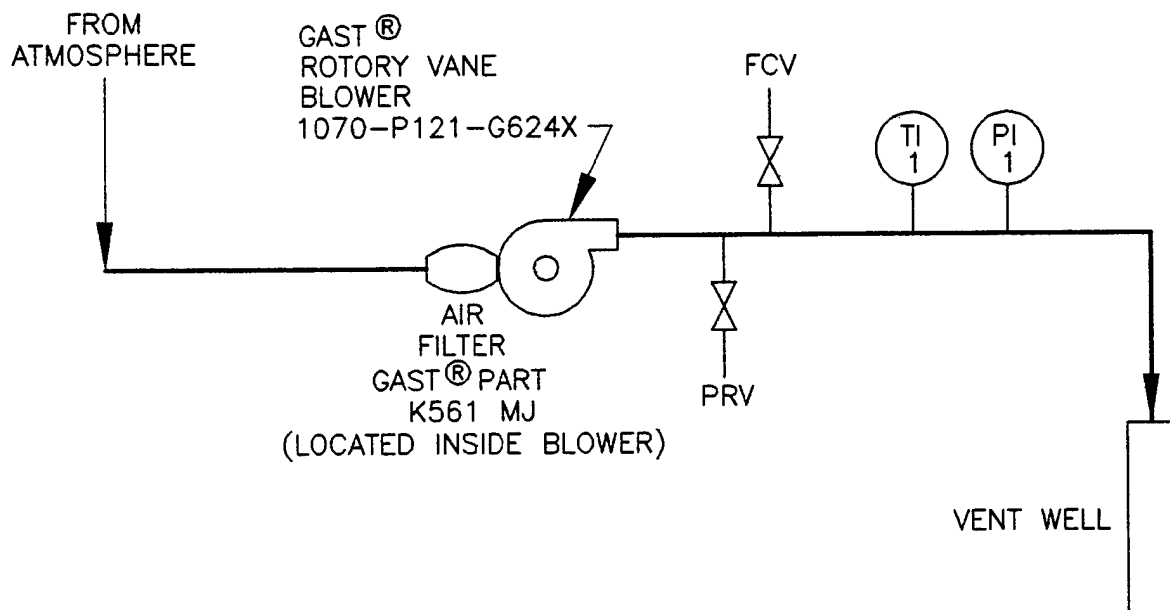 FROM
ATMOSPHERE
GAST®
ROTORY VANE
BLOWER
1070-P121-G624X
FCV
TI
1
PI
1
AIR
FILTER
GAST® PART
K561 MJ
(LOCATED INSIDE BLOWER)
PRV
VENT WELL